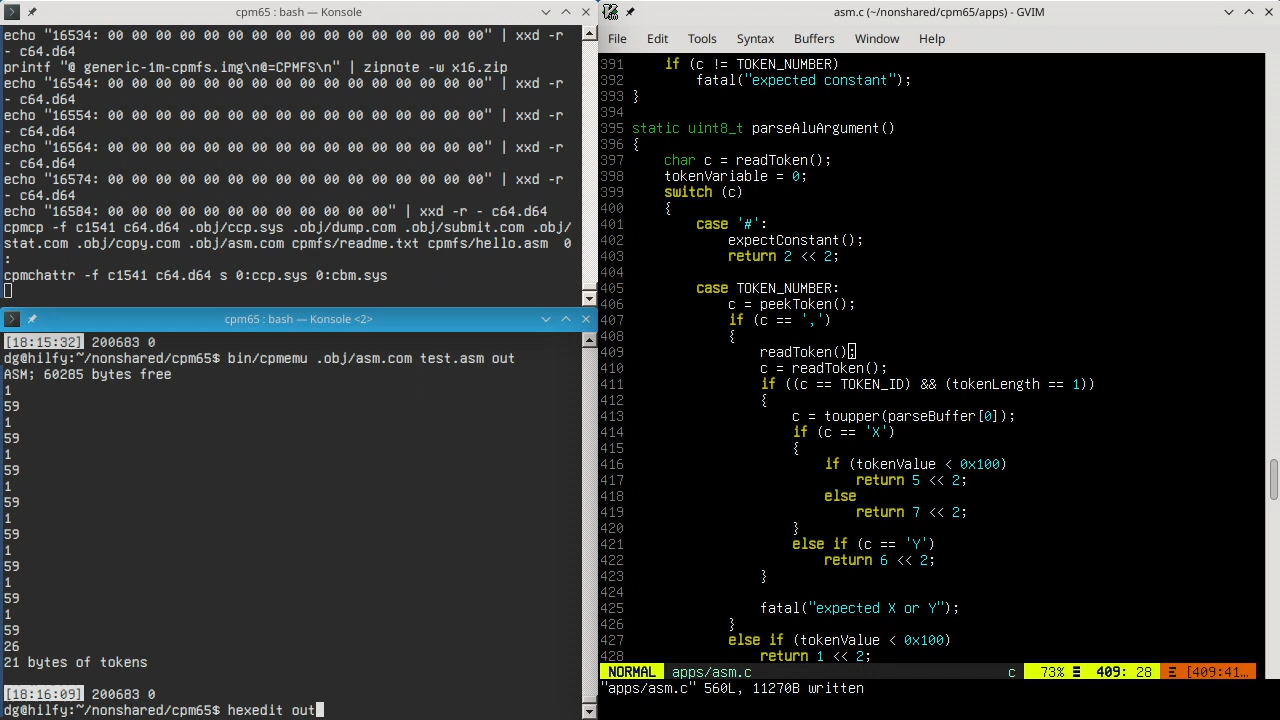 cpm65 : bash — Konsole
echo "16534: 00 00 00 00 00 00 00 00 00 00 00 00 00 00 00 00" | xxd -r
- c64.d64
printf "@ generic-1m-cpmfs.img\n@=CPMFS\n" | zipnote -w x16.zip
echo "16544: 00 00 00 00 00 00 00 00 00 00 00 00 00 00 00 00" | xxd -r
- c64.d64
echo "16554: 00 00 00 00 00 00 00 00 00 00 00 00 00 00 00 00" | xxd -r
- c64.d64
echo "16564: 00 00 00 00 00 00 00 00 00 00 00 00 00 00 00 00" | xxd -r
- c64.d64
echo "16574: 00 00 00 00 00 00 00 00 00 00 00 00 00 00 00 00" | xxd -r
- c64.d64
echo "16584: 00 00 00 00 00 00 00 00 00 00 00 00" | xxd -r - c64.d64
cpmcp -f c1541 c64.d64 .obj/ccp.sys .obj/dump.com .obj/submit.com .obj/
stat.com .obj/copy.com .obj/asm.com cpmfs/readme.txt cpmfs/hello.asm  0
:
cpmchattr -f c1541 c64.d64 s 0:ccp.sys 0:cbm.sys
cpm65 : bash — Konsole <2>
[18:15:32] 200683 0
dg@hilfy:~/nonshared/cpm65$ bin/cpmemu .obj/asm.com test.asm out
ASM; 60285 bytes free
1
59
1
59
1
59
1
59
1
59
1
59
1
59
1
59
26
21 bytes of tokens
[18:16:09] 200683 0
dg@hilfy:~/nonshared/cpm65$ hexedit out
asm.c (~/nonshared/cpm65/apps) - GVIM
File Edit Tools Syntax Buffers Window Help
391     if (c != TOKEN_NUMBER)
392         fatal("expected constant");
393 }
394
395 static uint8_t parseAluArgument()
396 {
397     char c = readToken();
398     tokenVariable = 0;
399     switch (c)
400     {
401         case '#':
402             expectConstant();
403             return 2 << 2;
404
405         case TOKEN_NUMBER:
406             c = peekToken();
407             if (c == ',')
408             {
409                 readToken();
410                 c = readToken();
411                 if ((c == TOKEN_ID) && (tokenLength == 1))
412                 {
413                     c = toupper(parseBuffer[0]);
414                     if (c == 'X')
415                     {
416                         if (tokenValue < 0x100)
417                             return 5 << 2;
418                         else
419                             return 7 << 2;
420                     }
421                     else if (c == 'Y')
422                         return 6 << 2;
423                 }
424
425                 fatal("expected X or Y");
426             }
427             else if (tokenValue < 0x100)
428                 return 1 << 2;
NORMAL apps/asm.c c 73% ☰ 409: 28 ☰ [409:41…
"apps/asm.c" 560L, 11270B written